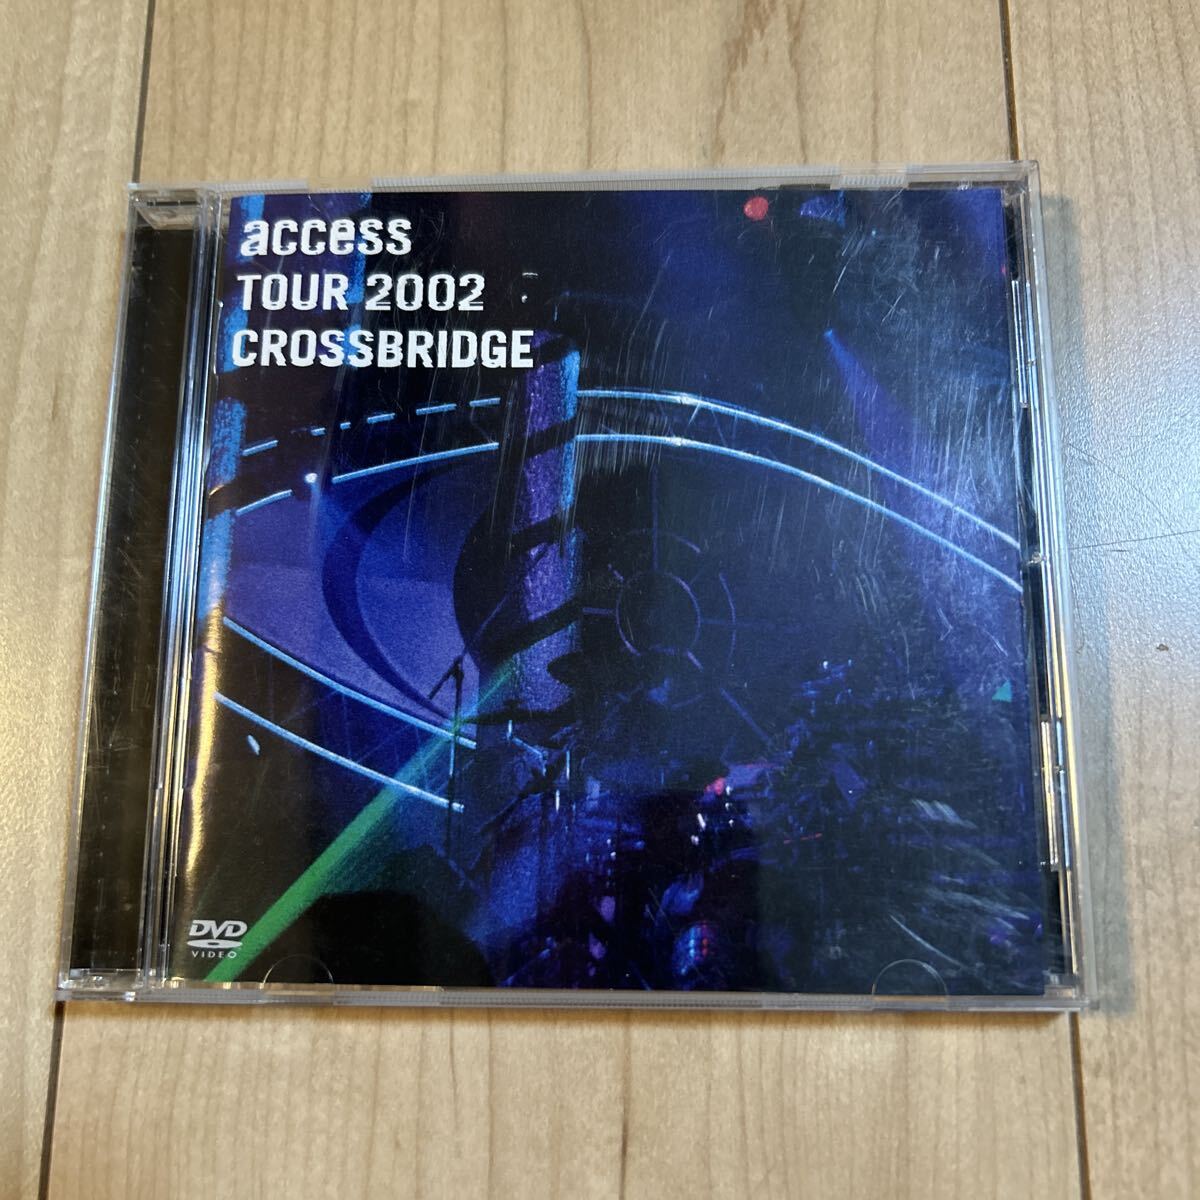 access
TOUR 2002
CROSSBRIDGE
DVD
VIDEO